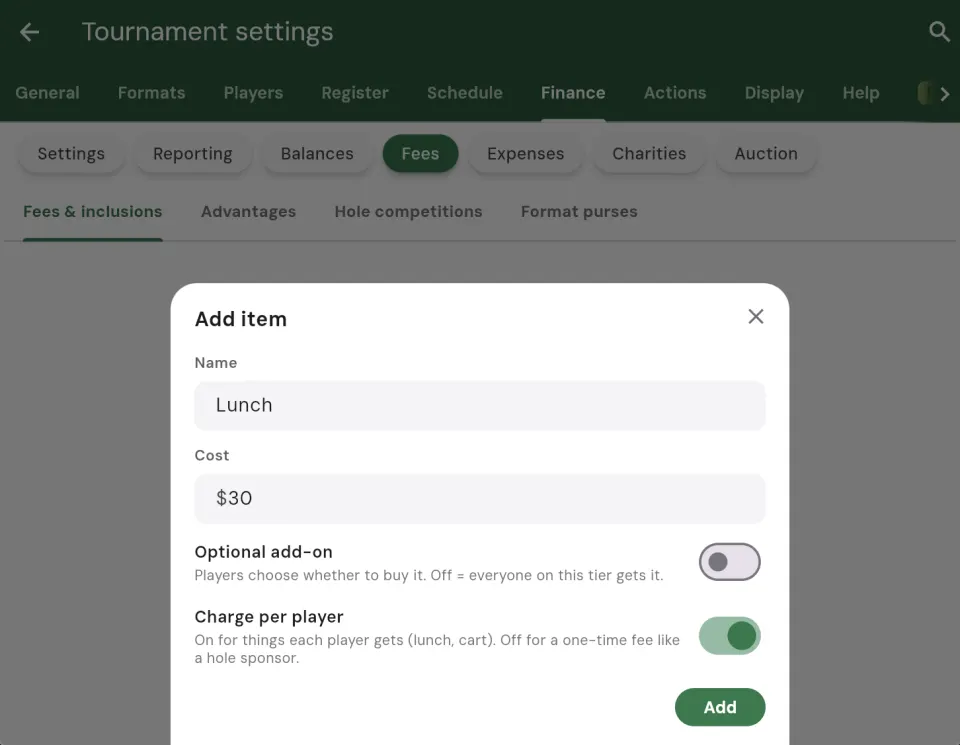 Tournament settings
General Formats Players Register Schedule Finance Actions Display Help
Settings Reporting Balances Fees Expenses Charities Auction
Fees & inclusions Advantages Hole competitions Format purses
Add item
Name
Lunch
Cost
$30
Optional add-on
Players choose whether to buy it. Off = everyone on this tier gets it.
Charge per player
On for things each player gets (lunch, cart). Off for a one-time fee like
a hole sponsor.
Add